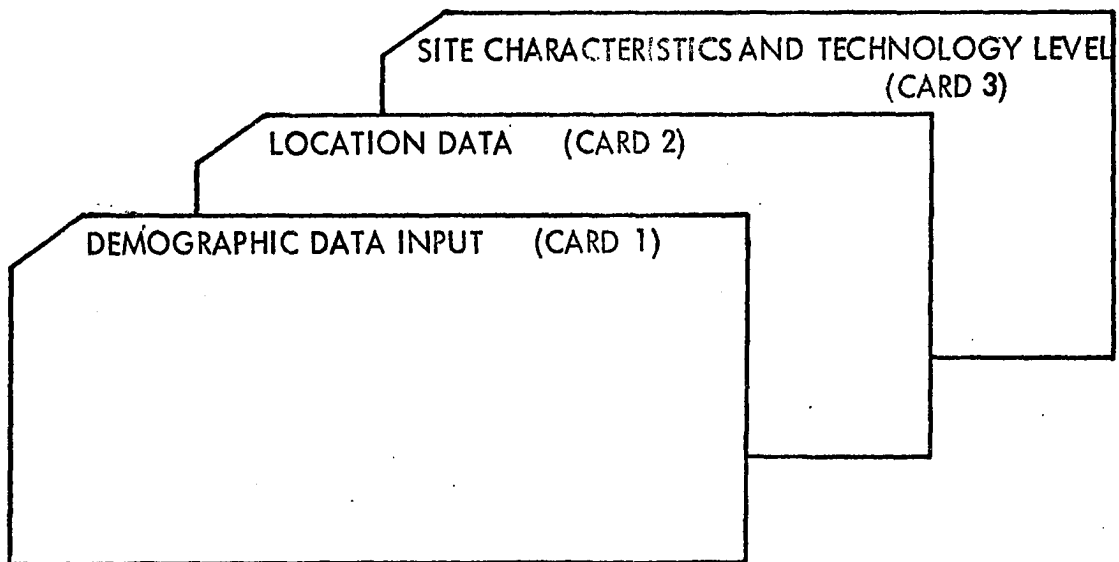 SITE CHARACTERISTICS AND TECHNOLOGY LEVEL
(CARD 3)
LOCATION DATA (CARD 2)
DEMOGRAPHIC DATA INPUT (CARD 1)